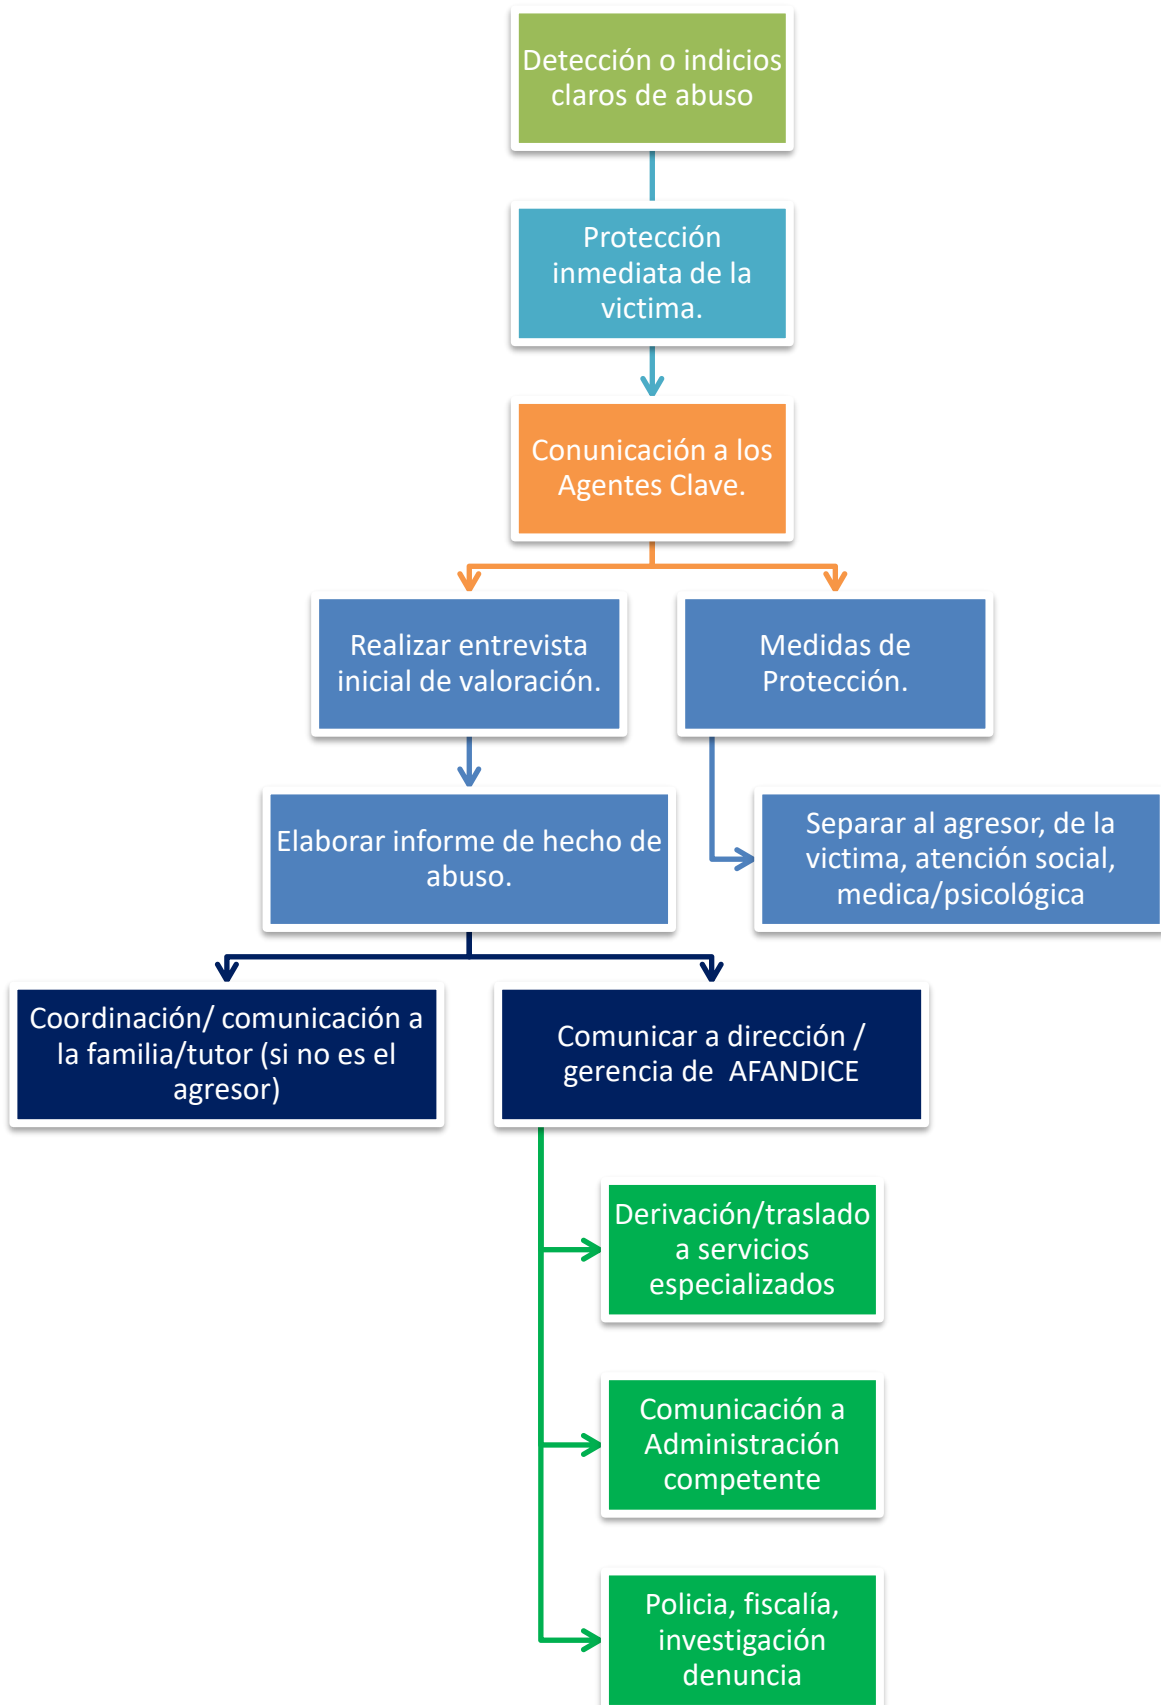 Detección o indicios
claros de abuso
Protección
inmediata de la
victima.
Conunicación a los
Agentes Clave.
Realizar entrevista
inicial de valoración.
Medidas de
Protección.
Elaborar informe de hecho de
abuso.
Separar al agresor, de la
victima, atención social,
medica/psicológica
Coordinación/ comunicación a
la familia/tutor (si no es el
agresor)
Comunicar a dirección /
gerencia de  AFANDICE
Derivación/traslado
a servicios
especializados
Comunicación a
Administración
competente
Policia, fiscalía,
investigación
denuncia